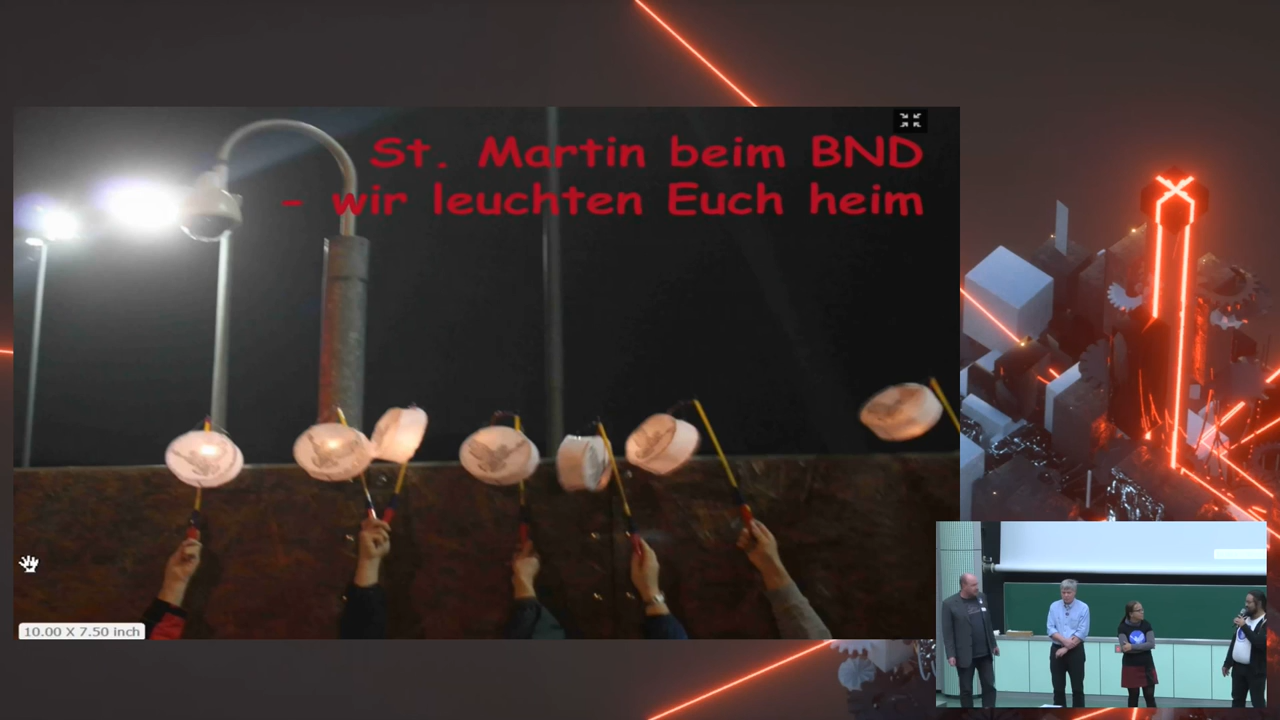 St. Martin beim BND
- wir leuchten Euch heim
10.00 X 7.50 inch